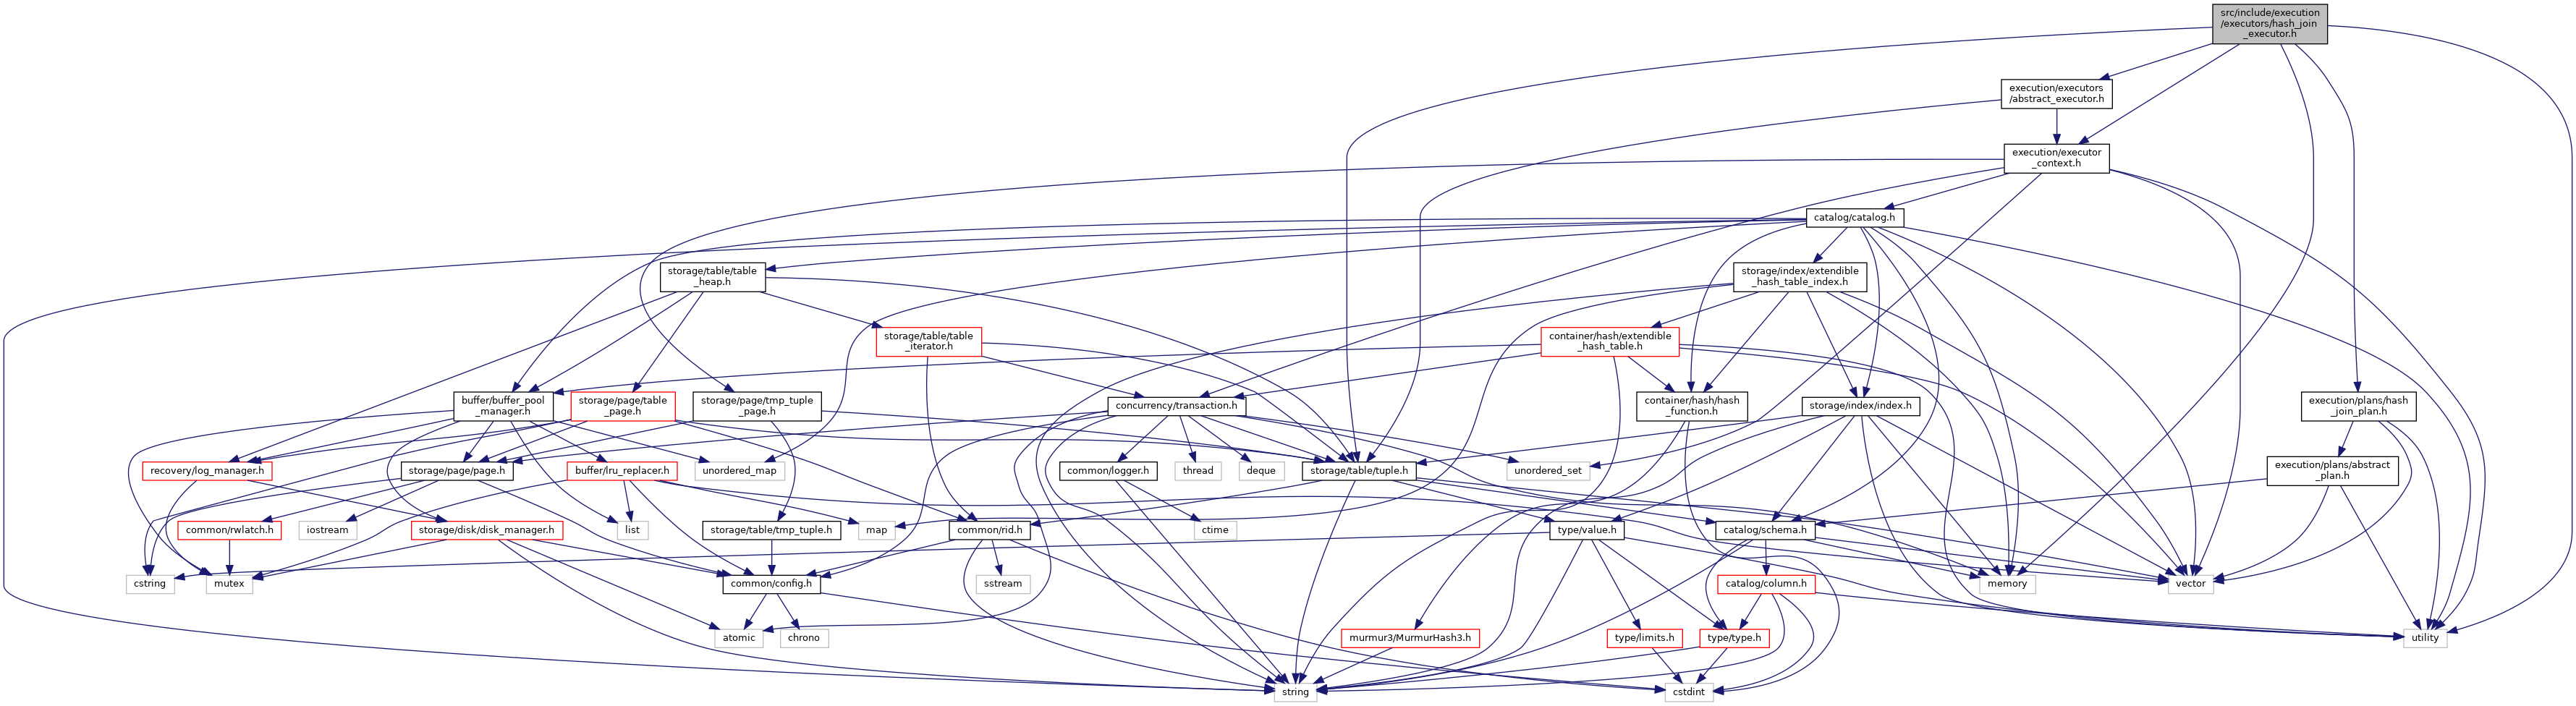 src/include/execution
/executors/hash_join
_executor.h
execution/executors
/abstract_executor.h
execution/executor
_context.h
catalog/catalog.h
storage/table/table
_heap.h
storage/index/extendible
_hash_table_index.h
storage/table/table
_iterator.h
container/hash/extendible
_hash_table.h
buffer/buffer_pool
_manager.h
storage/page/table
_page.h
storage/page/tmp_tuple
_page.h
concurrency/transaction.h
container/hash/hash
_function.h
storage/index/index.h
execution/plans/hash
_join_plan.h
recovery/log_manager.h
storage/page/page.h
buffer/lru_replacer.h
unordered_map
common/logger.h
thread
deque
storage/table/tuple.h
unordered_set
execution/plans/abstract
_plan.h
common/rwlatch.h
iostream
storage/disk/disk_manager.h
list
storage/table/tmp_tuple.h
map
common/rid.h
ctime
type/value.h
catalog/schema.h
cstring
mutex
common/config.h
sstream
catalog/column.h
memory
vector
atomic
chrono
murmur3/MurmurHash3.h
type/limits.h
type/type.h
utility
string
cstdint